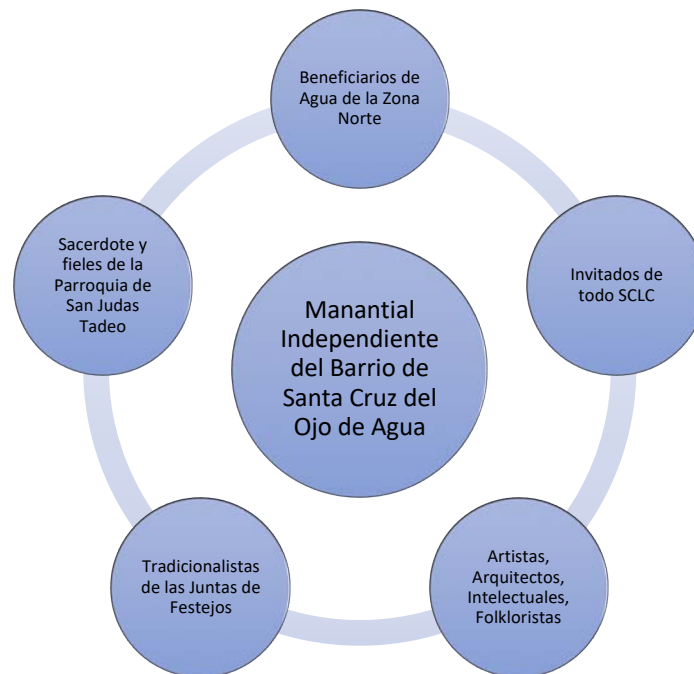 Beneficiarios de
Agua de la Zona
Norte
Invitados de
todo SCLC
Artistas,
Arquitectos,
Intelectuales,
Folkloristas
Tradicionalistas
de las Juntas de
Festejos
Sacerdote y
fieles de la
Parroquia de
San Judas
Tadeo
Manantial
Independiente
del Barrio de
Santa Cruz del
Ojo de Agua